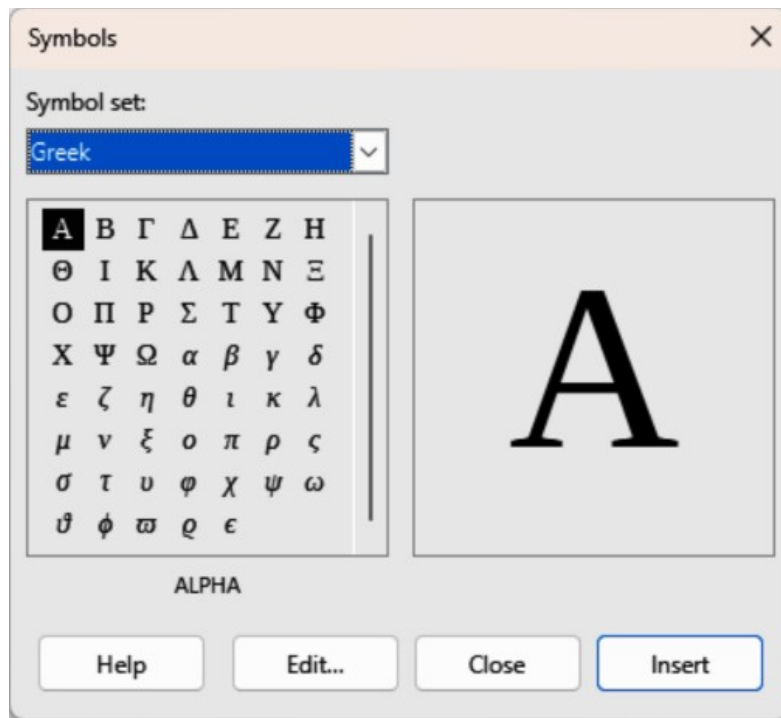 Symbols
Symbol set:
Greek
Α Β Γ Δ Ε Ζ Η
Θ Ι Κ Λ Μ Ν Ξ
Ο Π Ρ Σ Τ Υ Φ
Χ Ψ Ω α β γ δ
ε ζ η θ ι κ λ
μ ν ξ ο π ρ ς
σ τ υ φ χ ψ ω
ϑ ϕ ϖ ϱ ϵ
Α
ALPHA
Help Edit... Close Insert